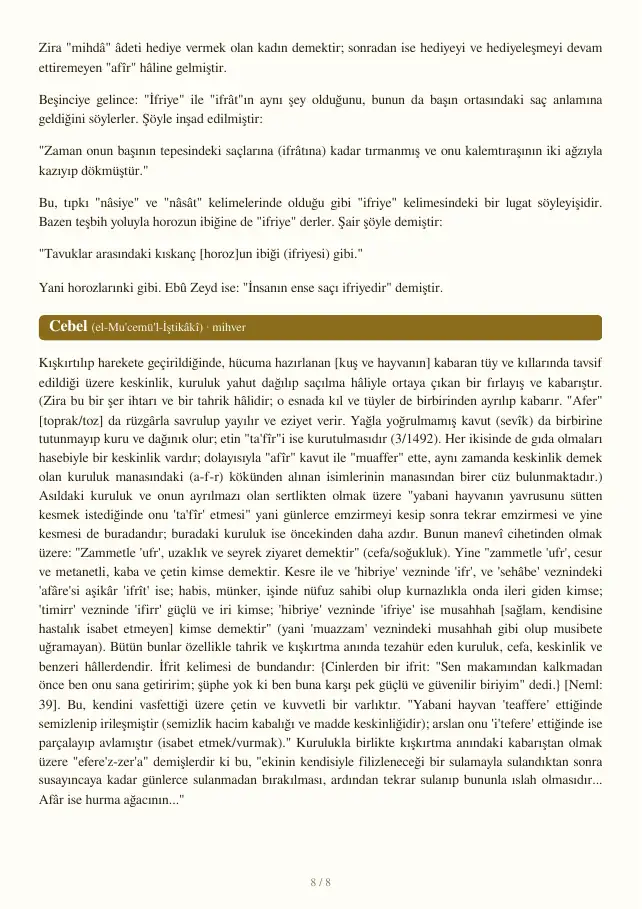 Zira "mihdâ" âdeti hediye vermek olan kadın demektir; sonradan ise hediyeyi ve hediyeleşmeyi devam
ettiremeyen "afîr" hâline gelmiştir.
Beşinciye gelince: "İfriye" ile "ifrât"ın aynı şey olduğunu, bunun da başın ortasındaki saç anlamına
geldiğini söylerler. Şöyle inşad edilmiştir:
"Zaman onun başının tepesindeki saçlarına (ifrâtına) kadar tırmanmış ve onu kalemtıraşının iki ağzıyla
kazıyıp dökmüştür."
Bu, tıpkı "nâsiye" ve "nâsât" kelimelerinde olduğu gibi "ifriye" kelimesindeki bir lugat söyleyişidir.
Bazen teşbih yoluyla horozun ibiğine de "ifriye" derler. Şair şöyle demiştir:
"Tavuklar arasındaki kıskanç [horoz]un ibiği (ifriyesi) gibi."
Yani horozlarınki gibi. Ebû Zeyd ise: "İnsanın ense saçı ifriyedir" demiştir.
Cebel (el-Mu'cemü'l-İştikâkî) · mihver
Kışkırtılıp harekete geçirildiğinde, hücuma hazırlanan [kuş ve hayvanın] kabaran tüy ve kıllarında tavsif
edildiği üzere keskinlik, kuruluk yahut dağılıp saçılma hâliyle ortaya çıkan bir fırlayış ve kabarıştır.
(Zira bu bir şer ihtarı ve bir tahrik hâlidir; o esnada kıl ve tüyler de birbirinden ayrılıp kabarır. "Afer"
[toprak/toz] da rüzgârla savrulup yayılır ve eziyet verir. Yağla yoğrulmamış kavut (sevîk) da birbirine
tutunmayıp kuru ve dağınık olur; etin "ta'fîr"i ise kurutulmasıdır (3/1492). Her ikisinde de gıda olmaları
hasebiyle bir keskinlik vardır; dolayısıyla "afîr" kavut ile "muaffer" ette, aynı zamanda keskinlik demek
olan kuruluk manasındaki (a-f-r) kökünden alınan isimlerinin manasından birer cüz bulunmaktadır.)
Asıldaki kuruluk ve onun ayrılmazı olan sertlikten olmak üzere "yabani hayvanın yavrusunu sütten
kesmek istediğinde onu 'ta'fîr' etmesi" yani günlerce emzirmeyi kesip sonra tekrar emzirmesi ve yine
kesmesi de buradandır; buradaki kuruluk ise öncekinden daha azdır. Bunun manevî cihetinden olmak
üzere: "Zammetle 'ufr', uzaklık ve seyrek ziyaret demektir" (cefa/soğukluk). Yine "zammetle 'ufr', cesur
ve metanetli, kaba ve çetin kimse demektir. Kesre ile ve 'hibriye' vezninde 'ifr', ve 'sehâbe' veznindeki
'afâre'si aşikâr 'ifrît' ise; habis, münker, işinde nüfuz sahibi olup kurnazlıkla onda ileri giden kimse;
'timirr' vezninde 'ifirr' güçlü ve iri kimse; 'hibriye' vezninde 'ifriye' ise musahhah [sağlam, kendisine
hastalık isabet etmeyen] kimse demektir" (yani 'muazzam' veznindeki musahhah gibi olup musibete
uğramayan). Bütün bunlar özellikle tahrik ve kışkırtma anında tezahür eden kuruluk, cefa, keskinlik ve
benzeri hâllerdendir. İfrit kelimesi de bundandır: {Cinlerden bir ifrit: "Sen makamından kalkmadan
önce ben onu sana getiririm; şüphe yok ki ben buna karşı pek güçlü ve güvenilir biriyim" dedi.} [Neml:
39]. Bu, kendini vasfettiği üzere çetin ve kuvvetli bir varlıktır. "Yabani hayvan 'teaffere' ettiğinde
semizlenip irileşmiştir (semizlik hacim kabalığı ve madde keskinliğidir); arslan onu 'i'tefere' ettiğinde ise
parçalayıp avlamıştır (isabet etmek/vurmak)." Kurulukla birlikte kışkırtma anındaki kabarıştan olmak
üzere "efere'z-zer'a" demişlerdir ki bu, "ekinin kendisiyle filizleneceği bir sulamayla sulandıktan sonra
susayıncaya kadar günlerce sulanmadan bırakılması, ardından tekrar sulanıp bununla ıslah olmasıdır...
Afâr ise hurma ağacının..."
8 / 8